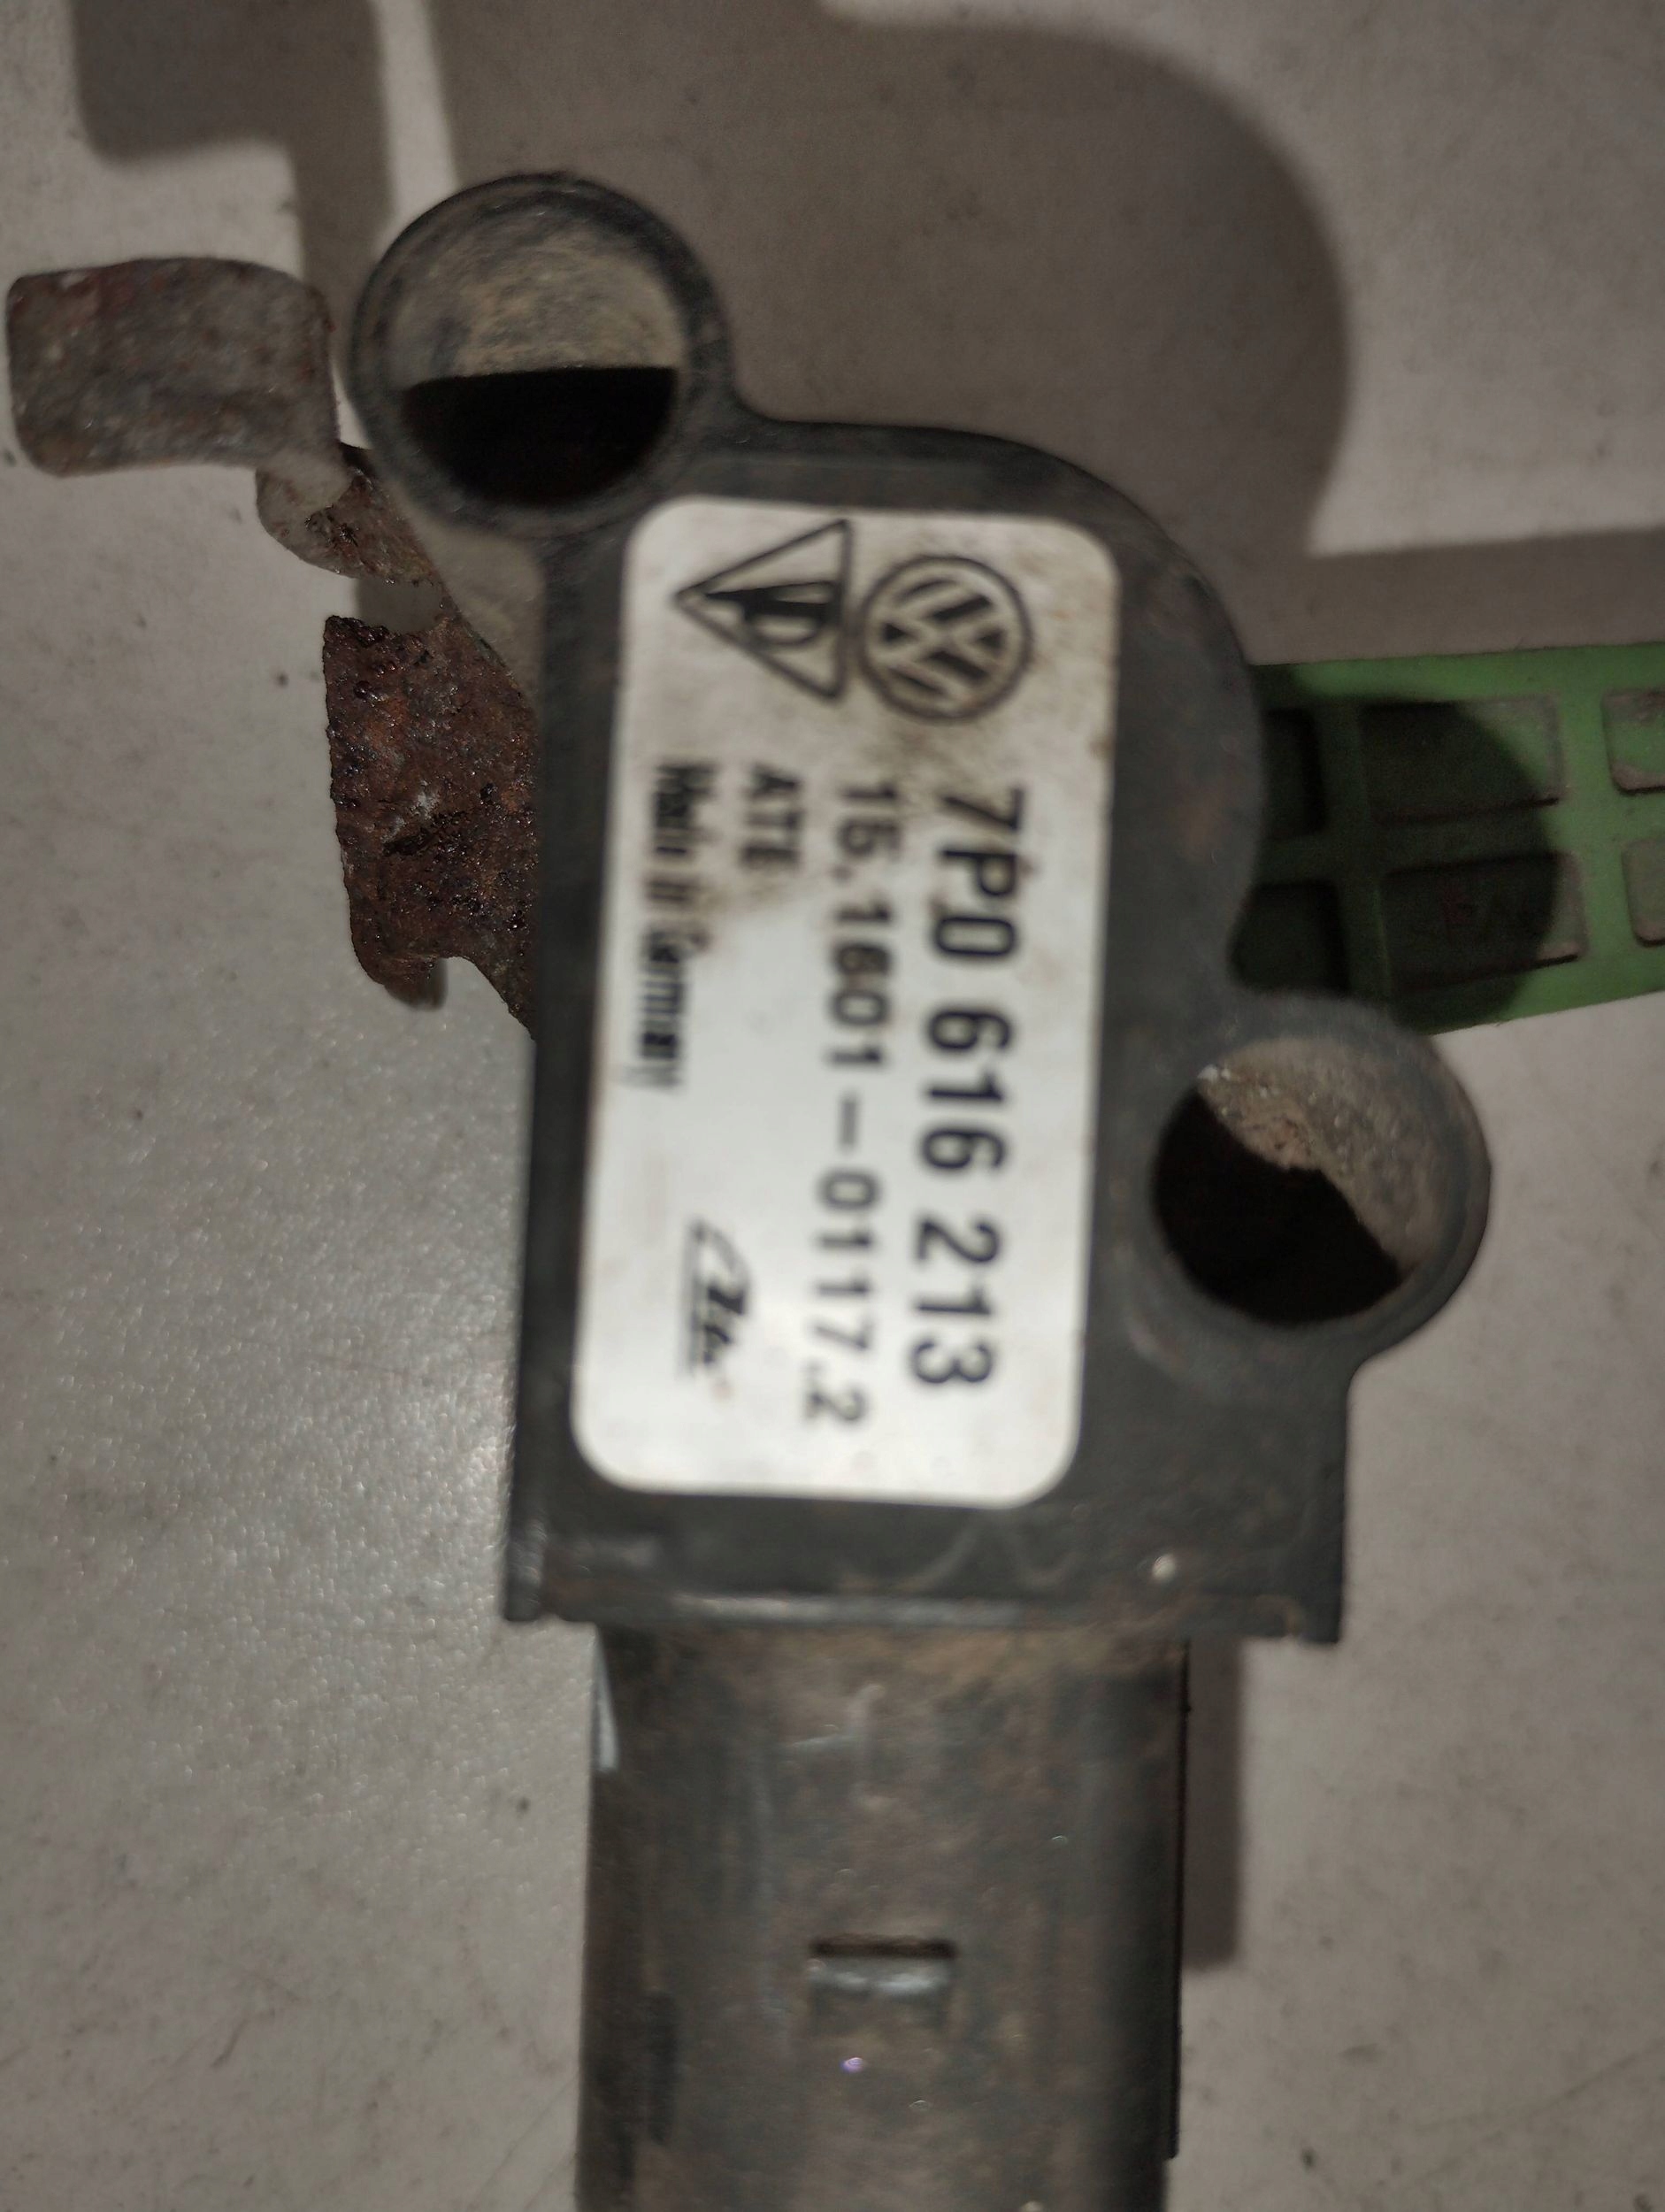 7P0 616 213
15.1601-0117.2
ATE
Made in Germany